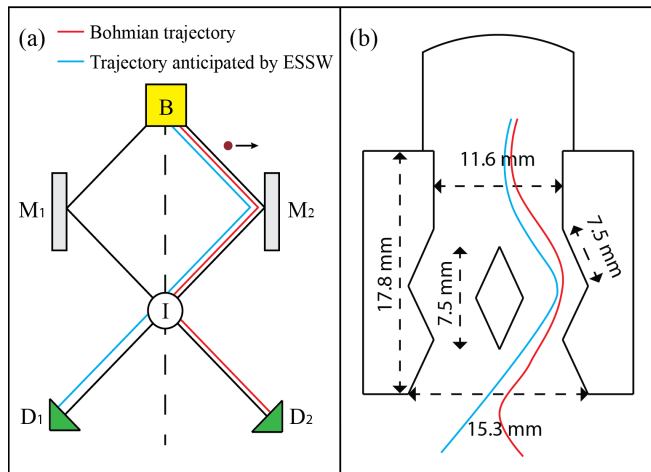 (a)
Bohmian trajectory
Trajectory anticipated by ESSW
B
M1
M2
I
D1
D2
(b)
11.6 mm
7.5 mm
17.8 mm
7.5 mm
15.3 mm